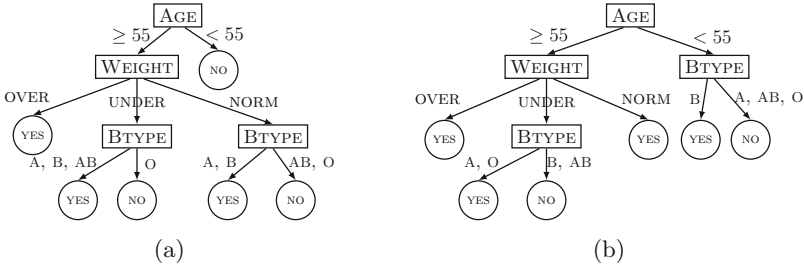 AGE AGE
≥ 55 < 55 ≥ 55 < 55
WEIGHT NO WEIGHT BTYPE
OVER UNDER NORM OVER UNDER NORM B A, AB, O
YES BTYPE BTYPE YES BTYPE YES YES NO
A, B, AB O A, B AB, O A, O B, AB
YES NO YES NO YES NO
(a) (b)